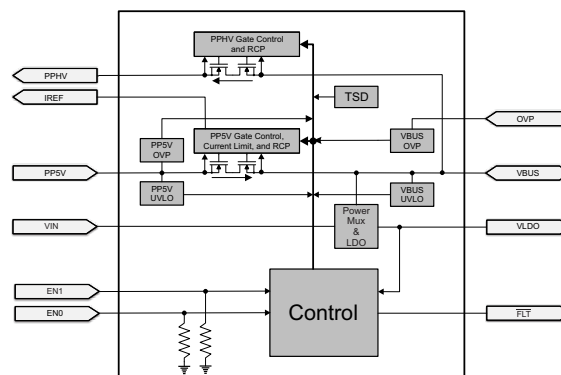 PPHV Gate Control
and RCP
PPHV
IREF
TSD
OVP
PP5V
OVP
PP5V Gate Control,
Current Limit, and RCP
VBUS
OVP
PP5V
VBUS
PP5V
UVLO
VBUS
UVLO
VIN
Power
Mux
&
LDO
VLDO
EN1
EN0
Control
FLT